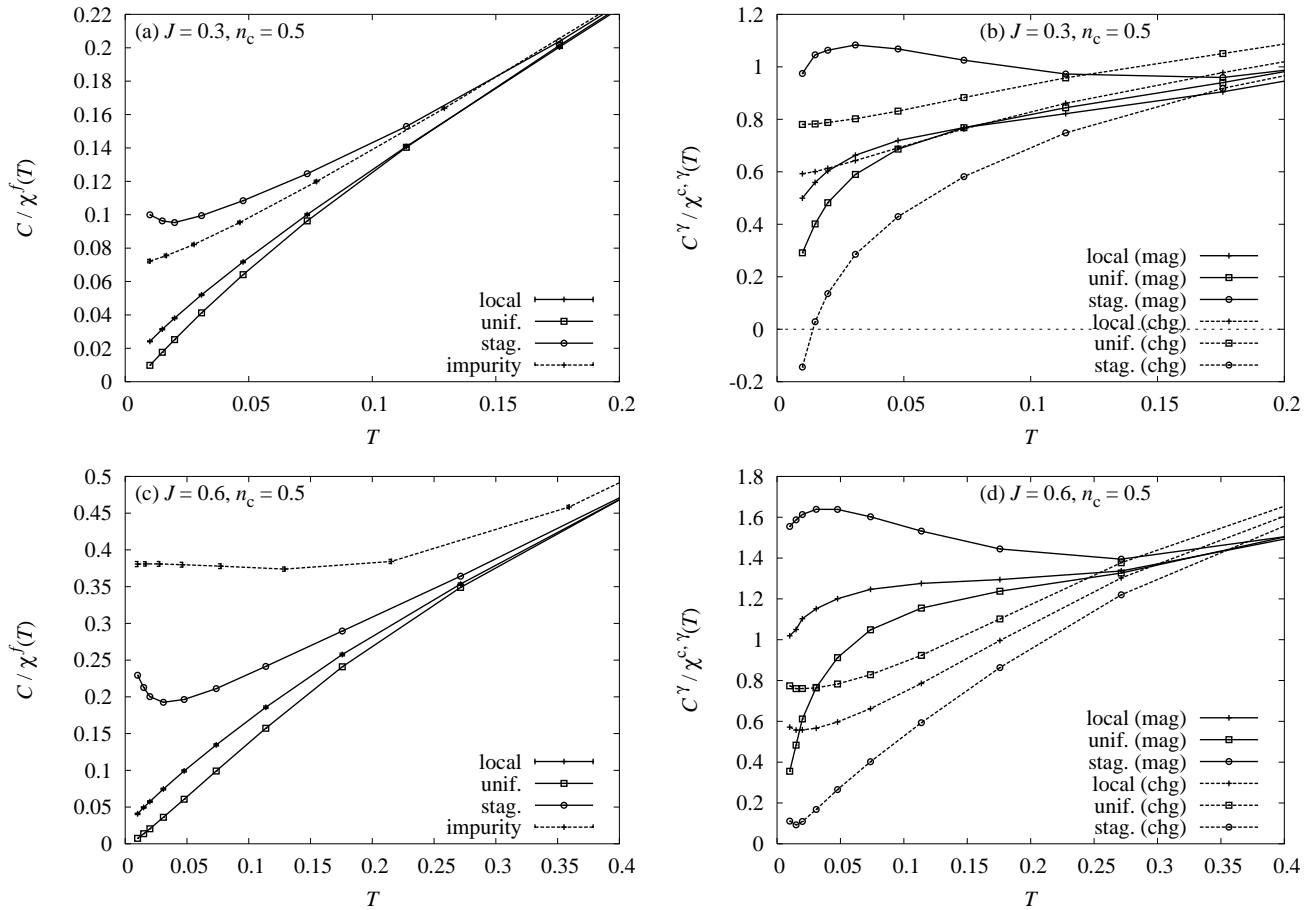 (a) J = 0.3, n_c = 0.5
C / χ^f(T)
0.22
0.2
0.18
0.16
0.14
0.12
0.1
0.08
0.06
0.04
0.02
0
local
unif.
stag.
impurity
0 0.05 0.1 0.15 0.2
T
(b) J = 0.3, n_c = 0.5
C^γ / χ^{c, γ}(T)
1.2
1
0.8
0.6
0.4
0.2
0
-0.2
local (mag)
unif. (mag)
stag. (mag)
local (chg)
unif. (chg)
stag. (chg)
0 0.05 0.1 0.15 0.2
T
(c) J = 0.6, n_c = 0.5
C / χ^f(T)
0.5
0.45
0.4
0.35
0.3
0.25
0.2
0.15
0.1
0.05
0
local
unif.
stag.
impurity
0 0.05 0.1 0.15 0.2 0.25 0.3 0.35 0.4
T
(d) J = 0.6, n_c = 0.5
C^γ / χ^{c, γ}(T)
1.8
1.6
1.4
1.2
1
0.8
0.6
0.4
0.2
0
local (mag)
unif. (mag)
stag. (mag)
local (chg)
unif. (chg)
stag. (chg)
0 0.05 0.1 0.15 0.2 0.25 0.3 0.35 0.4
T